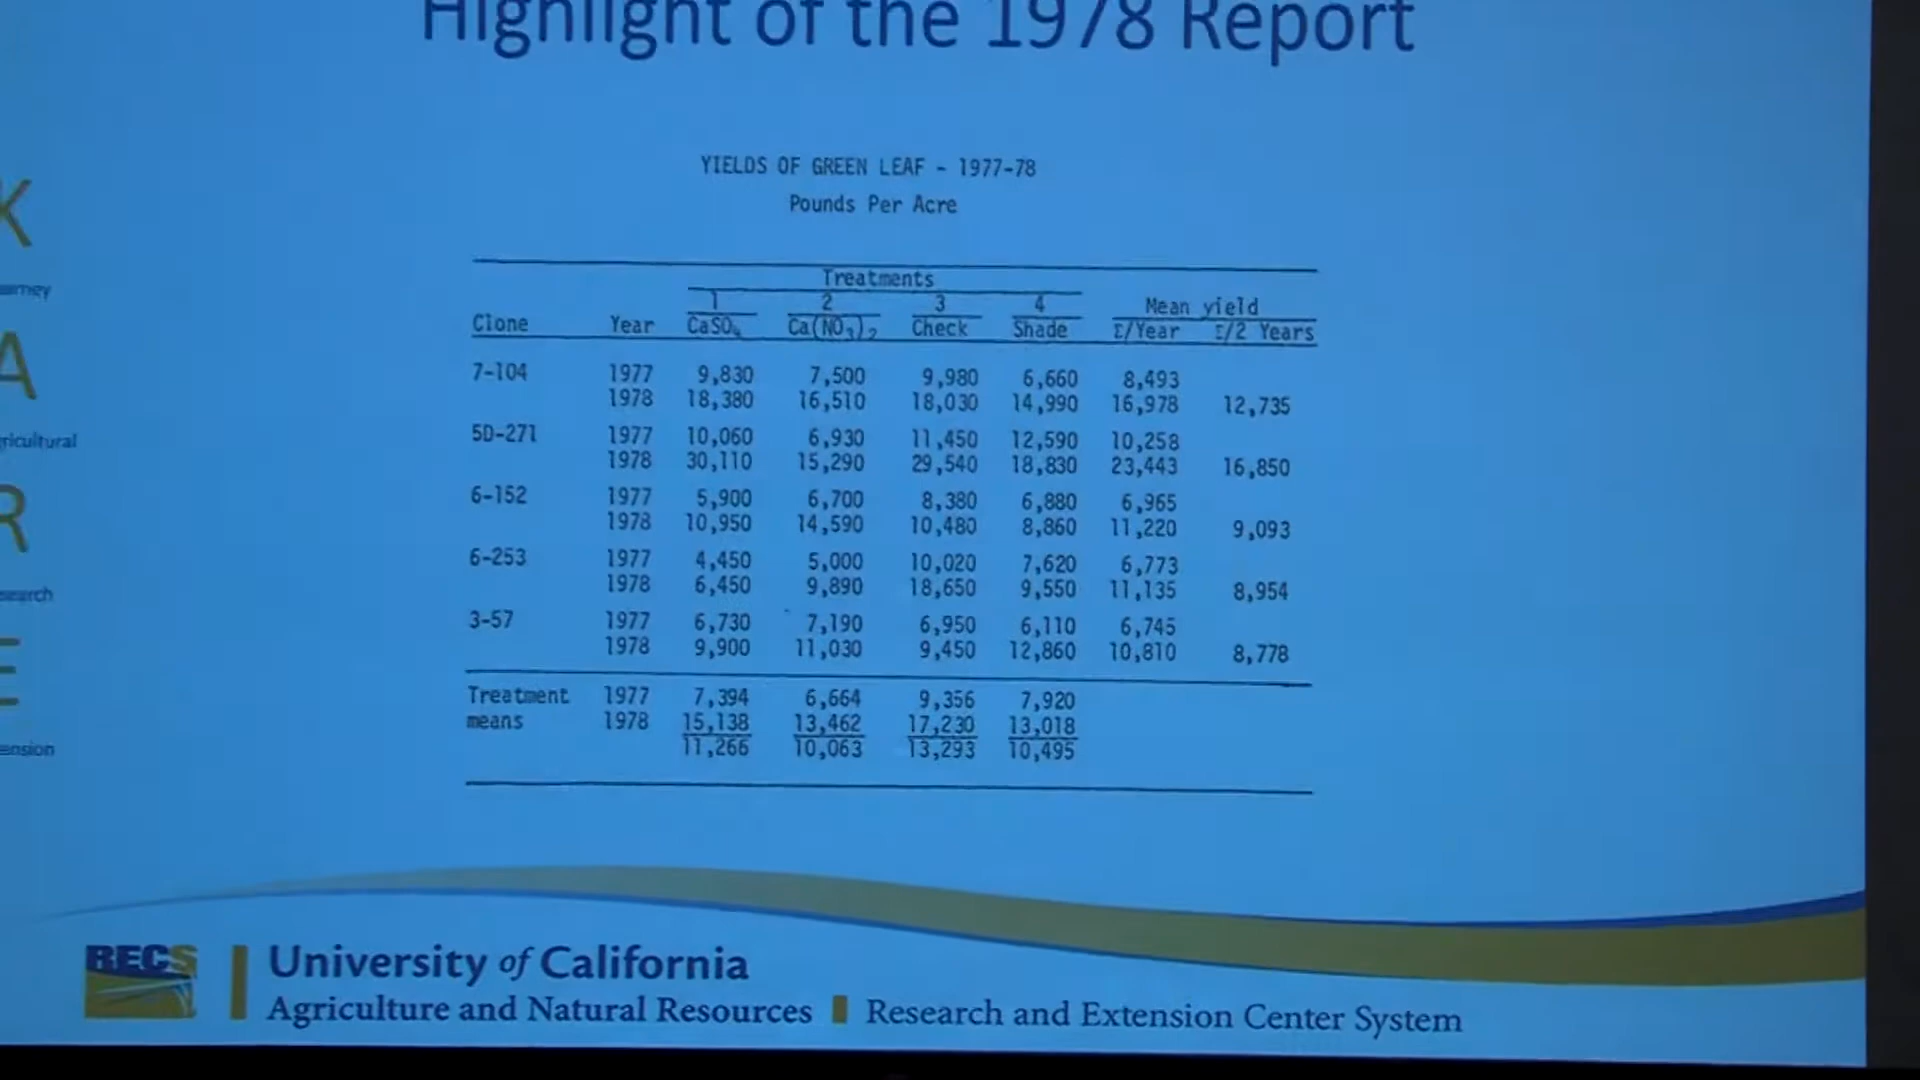 Highlight of the 1978 Report
YIELDS OF GREEN LEAF - 1977-78
Pounds Per Acre
Treatments
1 2 3 4 Mean yield
Clone Year CaSO₄ Ca(NO₃)₂ Check Shade Σ/Year Σ/2 Years
7-104 1977 9,830 7,500 9,980 6,660 8,493
1978 18,380 16,510 18,030 14,990 16,978 12,735
5D-271 1977 10,060 6,930 11,450 12,590 10,258
1978 30,110 15,290 29,540 18,830 23,443 16,850
6-152 1977 5,900 6,700 8,380 6,880 6,965
1978 10,950 14,590 10,480 8,860 11,220 9,093
6-253 1977 4,450 5,000 10,020 7,620 6,773
1978 6,450 9,890 18,650 9,550 11,135 8,954
3-57 1977 6,730 7,190 6,950 6,110 6,745
1978 9,900 11,030 9,450 12,860 10,810 8,778
Treatment 1977 7,394 6,664 9,356 7,920
means 1978 15,138 13,462 17,230 13,018
11,266 10,063 13,293 10,495
K
A
R
E
RECS
University of California
Agriculture and Natural Resources Research and Extension Center System